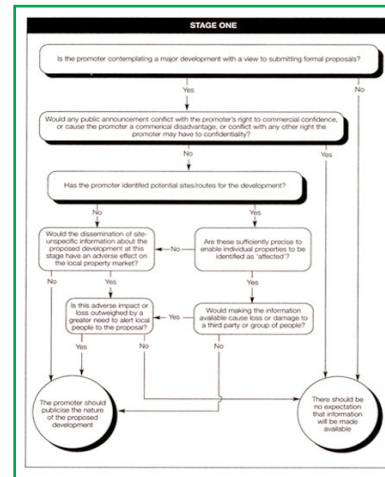 STAGE ONE
Is the promoter contemplating a major development with a view to submitting formal proposals?
Yes
No
Would any public announcement conflict with the promoter's right to commercial confidence,
or cause the promoter a commerical disadvantage, or conflict with any other right the
promoter may have to confidentiality?
No
Yes
Has the promoter identifed potential sites/routes for the development?
No
Yes
Would the dissemination of site-
unspecific information about the
proposed development at this
stage have an adverse effect on
the local property market?
No
Are these sufficiently precise to
enable individual properties to be
identified as 'affected'?
No
Yes
Yes
Is this adverse impact or
loss outweighed by a
greater need to alert local
people to the proposal?
Yes
Would making the information
available cause loss or damage to
a third party or group of people?
Yes
No
No
The promoter should
publicise the nature
of the proposed
development
There should be
no expectation
that information
will be made
available